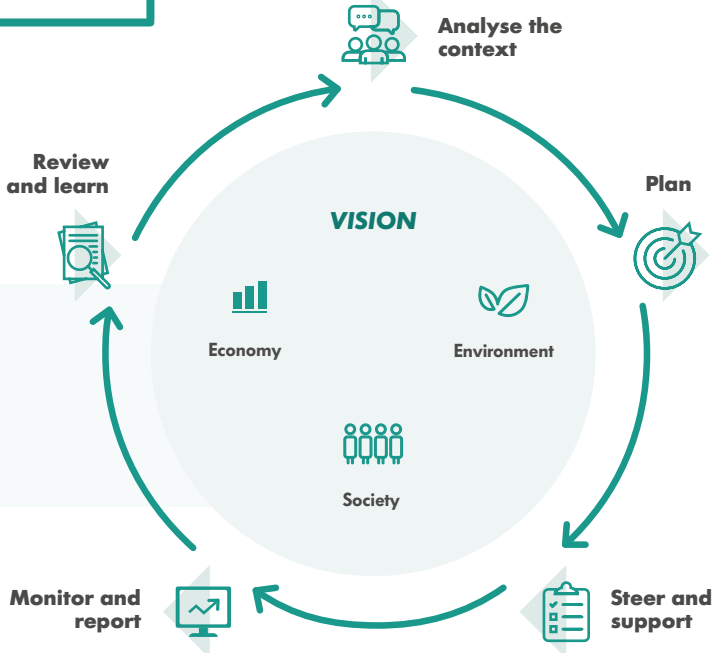 Analyse the
context
Review
and learn
Plan
VISION
Economy
Environment
Society
Monitor and
report
Steer and
support